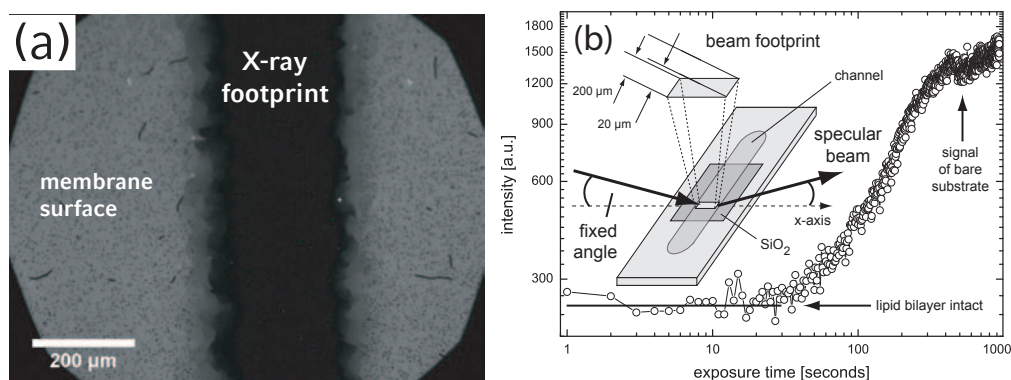 (a)
X-ray
footprint
membrane
surface
200 µm
(b)
beam footprint
channel
200 µm
20 µm
specular
beam
fixed
angle
x-axis
SiO2
signal
of bare
substrate
lipid bilayer intact
intensity [a.u.]
1800
1500
1200
900
600
300
1
10
100
1000
exposure time [seconds]